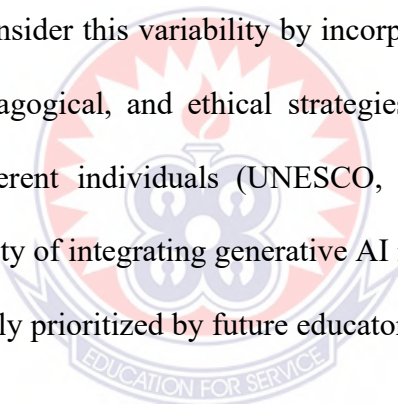 nsider this variability by incorp
agogical, and ethical strategies
erent individuals (UNESCO,
ty of integrating generative AI
ly prioritized by future educator
EDUCATION FOR SERVICE